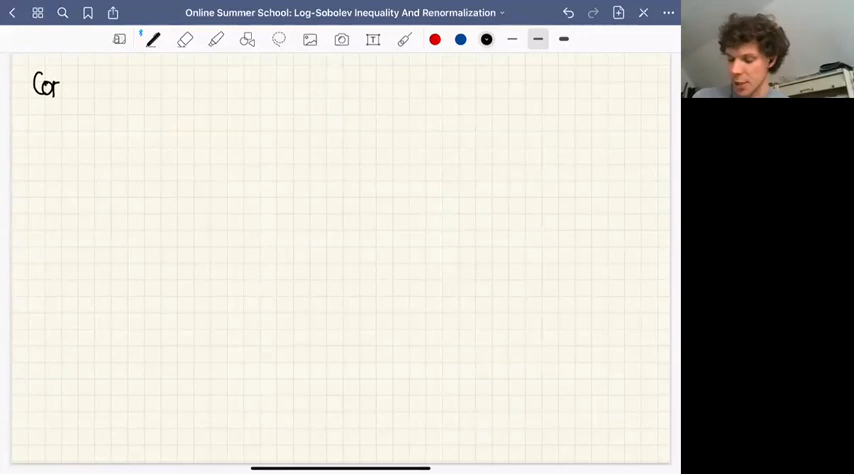 Online Summer School: Log-Sobolev Inequality And Renormalization
Cor